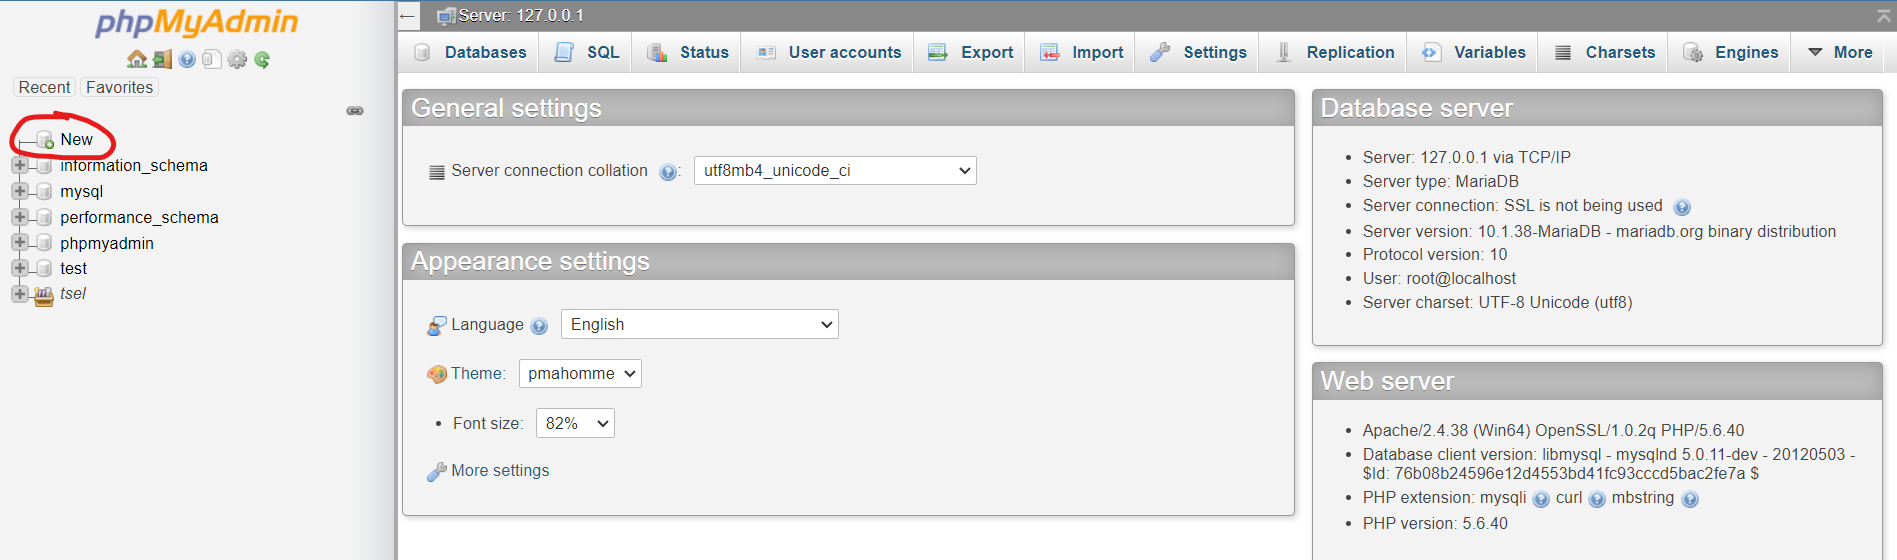 phpMyAdmin
Recent Favorites
New
information_schema
mysql
performance_schema
phpmyadmin
test
tsel
Server: 127.0.0.1
Databases SQL Status User accounts Export Import Settings Replication Variables Charsets Engines More
General settings
Server connection collation : utf8mb4_unicode_ci
Appearance settings
Language English
Theme: pmahomme
• Font size: 82%
More settings
Database server
• Server: 127.0.0.1 via TCP/IP
• Server type: MariaDB
• Server connection: SSL is not being used
• Server version: 10.1.38-MariaDB - mariadb.org binary distribution
• Protocol version: 10
• User: root@localhost
• Server charset: UTF-8 Unicode (utf8)
Web server
• Apache/2.4.38 (Win64) OpenSSL/1.0.2q PHP/5.6.40
• Database client version: libmysql - mysqlnd 5.0.11-dev - 20120503 -
$Id: 76b08b24596e12d4553bd41fc93cccd5bac2fe7a $
• PHP extension: mysqli curl mbstring
• PHP version: 5.6.40